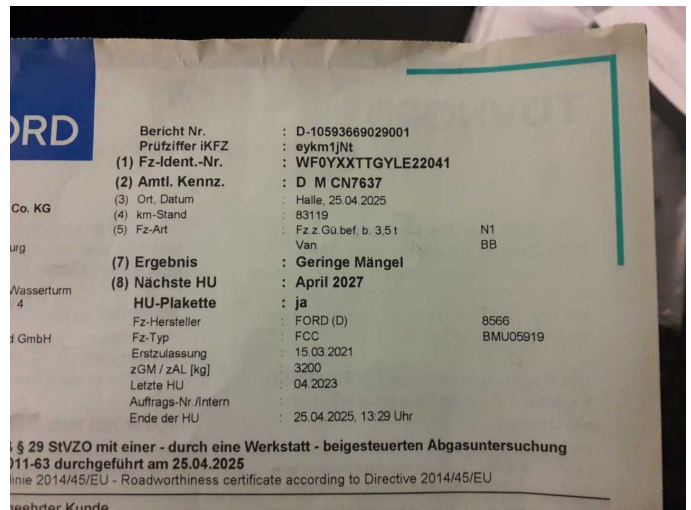 ORD
Bericht Nr. : D-10593669029001
Prüfziffer iKFZ : eykm1jNt
(1) Fz-Ident.-Nr. : WF0YXXTTGYLE22041
(2) Amtl. Kennz. : D M CN7637
Co. KG (3) Ort, Datum : Halle, 25.04.2025
(4) km-Stand : 83119
(5) Fz-Art : Fz.z.Gü.bef. b. 3,5 t N1
urg Van BB
(7) Ergebnis : Geringe Mängel
Wasserturm (8) Nächste HU : April 2027
4 HU-Plakette : ja
Fz-Hersteller : FORD (D) 8566
GmbH Fz-Typ : FCC BMU05919
Erstzulassung : 15.03.2021
zGM / zAL [kg] : 3200
Letzte HU : 04.2023
Auftrags-Nr./Intern :
Ende der HU : 25.04.2025, 13:29 Uhr
§ 29 StVZO mit einer - durch eine Werkstatt - beigesteuerten Abgasuntersuchung
011-63 durchgeführt am 25.04.2025
linie 2014/45/EU - Roadworthiness certificate according to Directive 2014/45/EU
geehrter Kunde